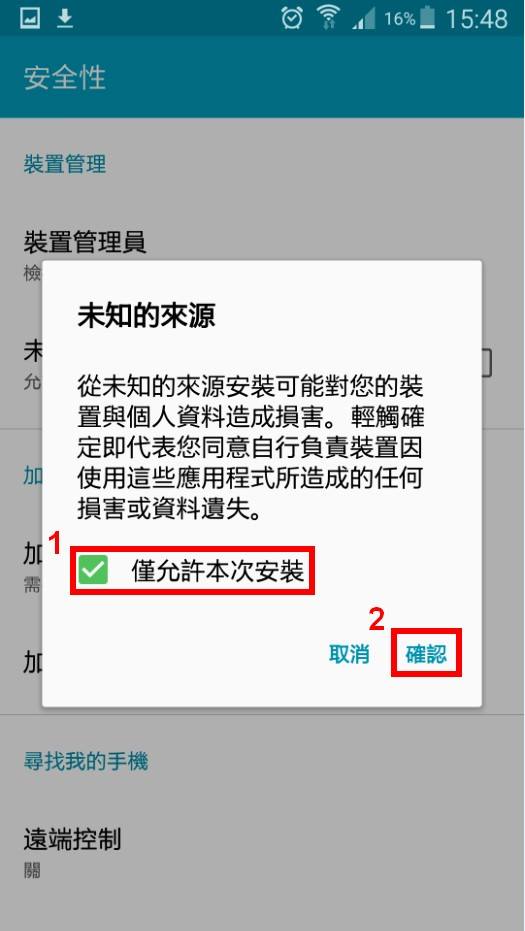 16% 15:48
安全性
裝置管理
裝置管理員
檢
未知的來源
未
從未知的來源安裝可能對您的裝
允
置與個人資料造成損害。輕觸確
定即代表您同意自行負責裝置因
加
使用這些應用程式所造成的任何
損害或資料遺失。
1
加
僅允許本次安裝
需
2
取消 確認
加
尋找我的手機
遠端控制
關